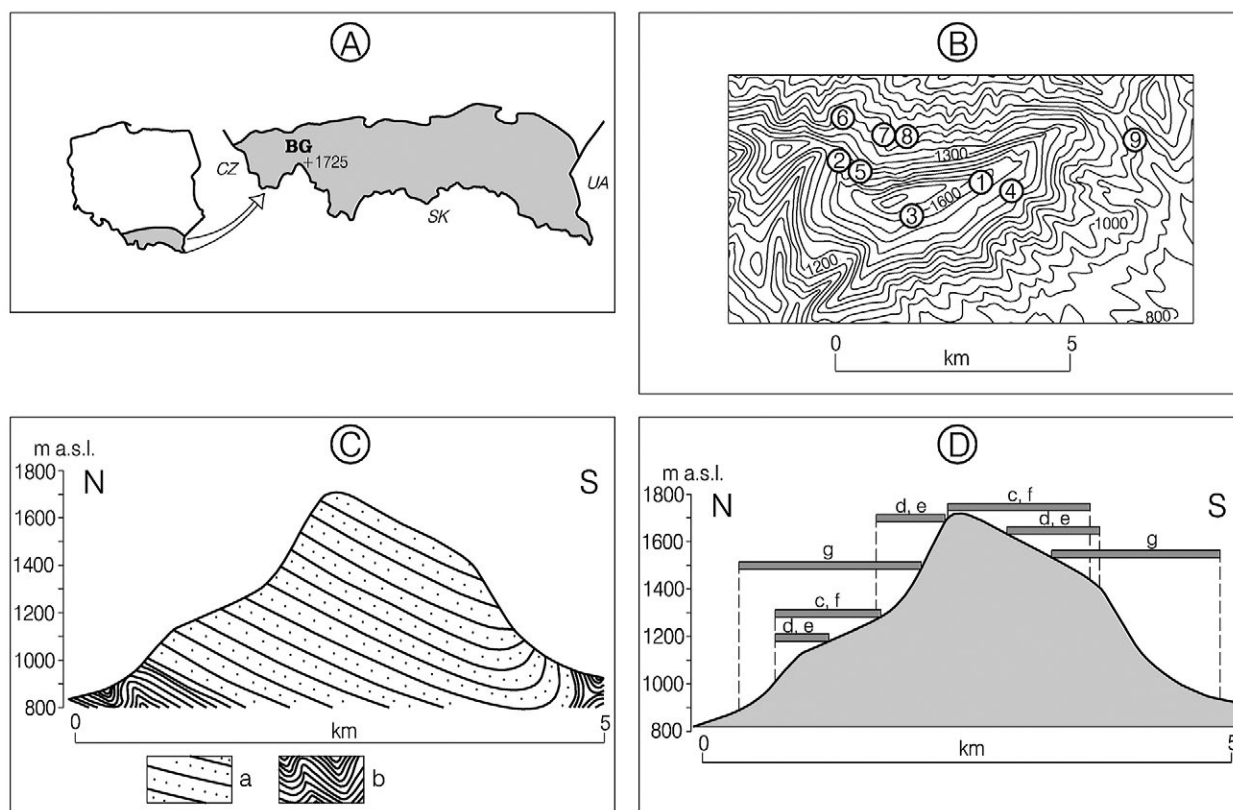 A
BG
+1725
CZ
SK
UA
B
6
7
8
9
2
5
1300
1
4
1600
3
1000
1200
800
0
5
km
C
m a.s.l.
N
S
1800
1600
1400
1200
1000
800
0
5
km
a
b
D
m a.s.l.
N
S
1800
1600
1400
1200
1000
800
c, f
d, e
d, e
g
g
c, f
d, e
0
5
km